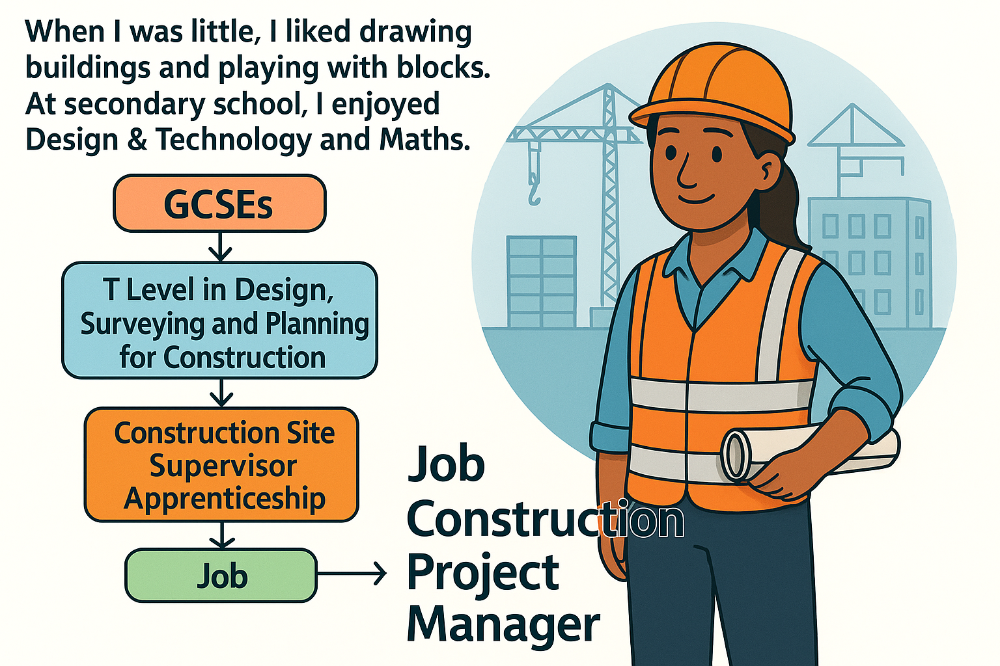 When I was little, I liked drawing
buildings and playing with blocks.
At secondary school, I enjoyed
Design & Technology and Maths.
GCSEs
T Level in Design,
Surveying and Planning
for Construction
Construction Site
Supervisor
Apprenticeship
Job
Job
Construction
Project
Manager